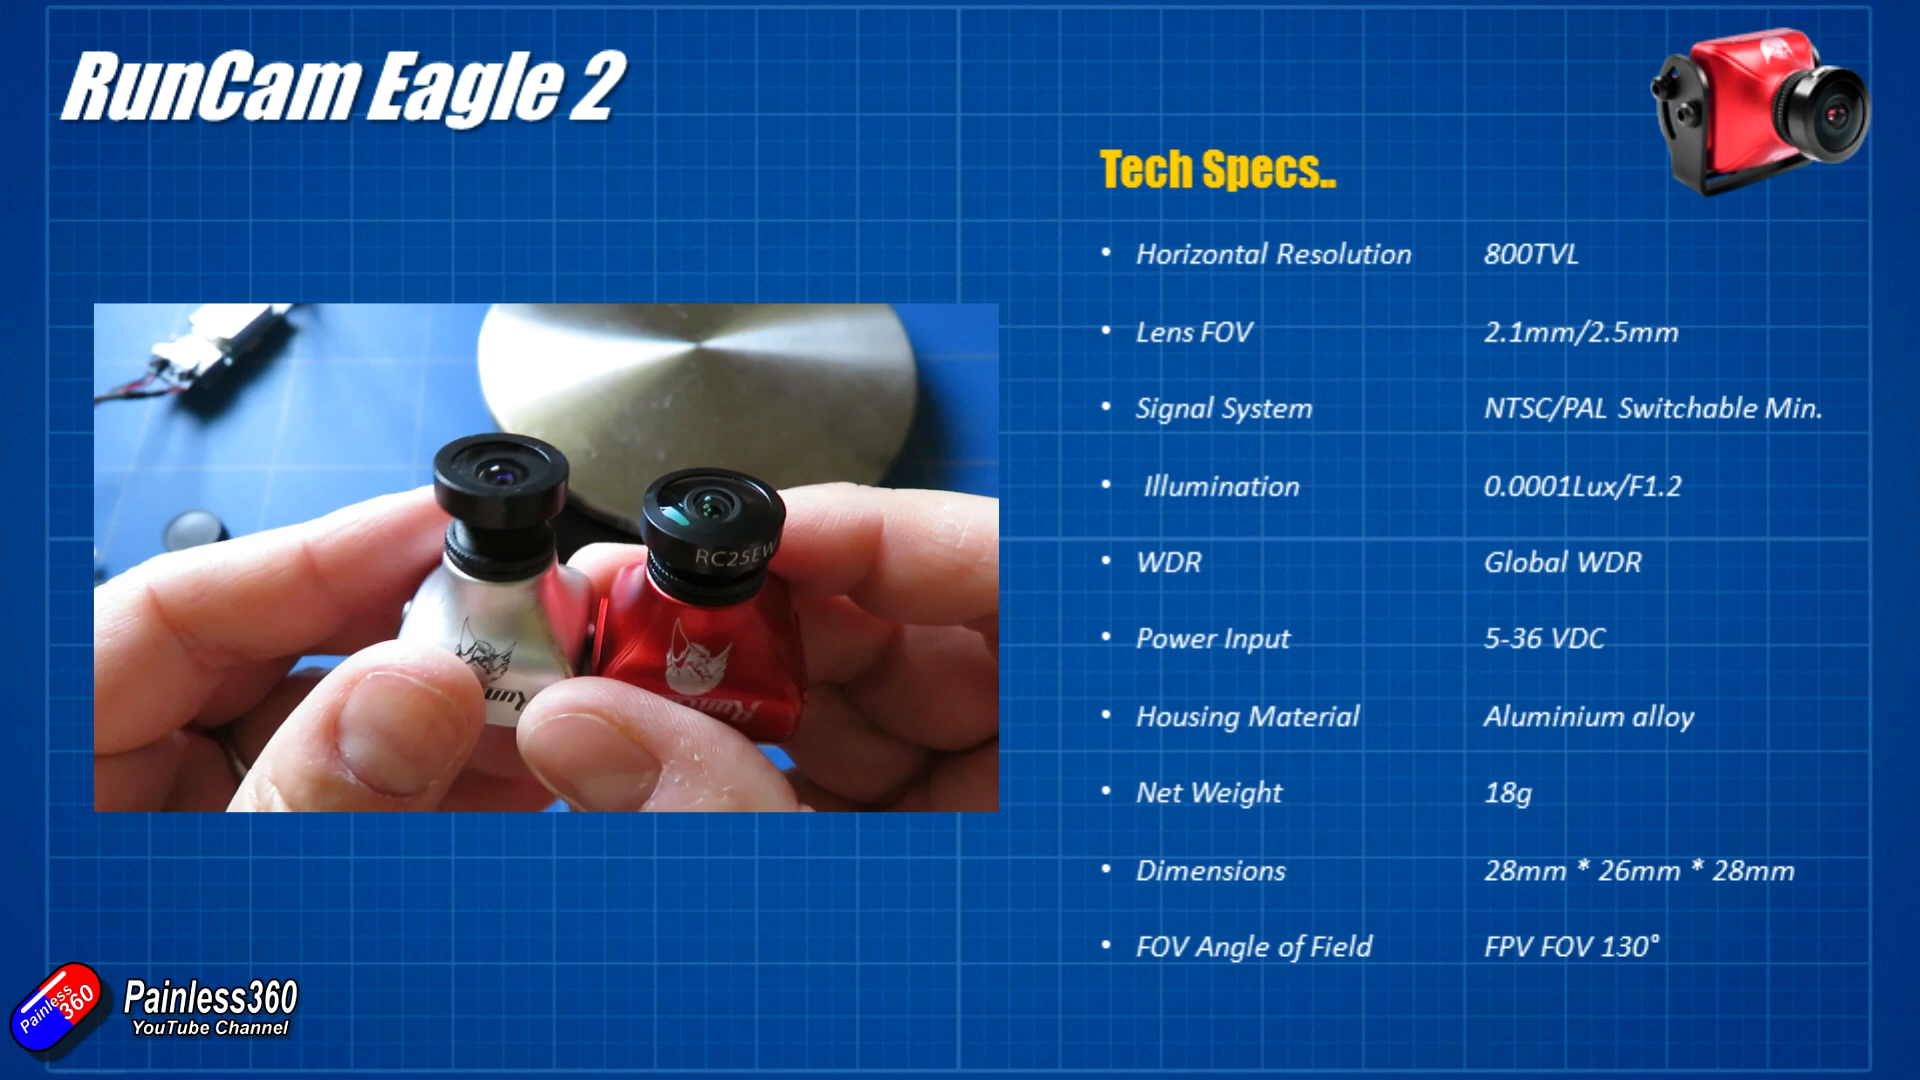 RunCam Eagle 2
Tech Specs..
• Horizontal Resolution 800TVL
• Lens FOV 2.1mm/2.5mm
• Signal System NTSC/PAL Switchable Min.
• Illumination 0.0001Lux/F1.2
• WDR Global WDR
• Power Input 5-36 VDC
• Housing Material Aluminium alloy
• Net Weight 18g
• Dimensions 28mm * 26mm * 28mm
• FOV Angle of Field FPV FOV 130°
RC25EW
Painless
360
Painless360
YouTube Channel